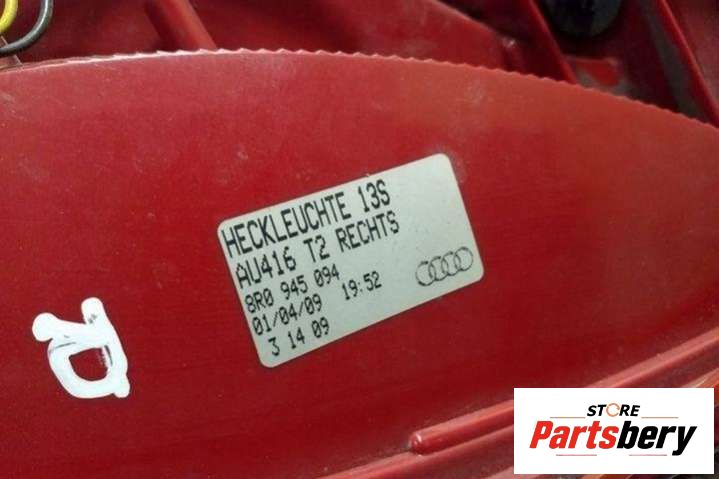 HECKLEUCHTE 13S
AU416 T2 RECHTS
8R0 945 094
01/04/09 19:52
3 14 09
STORE
Partsbery